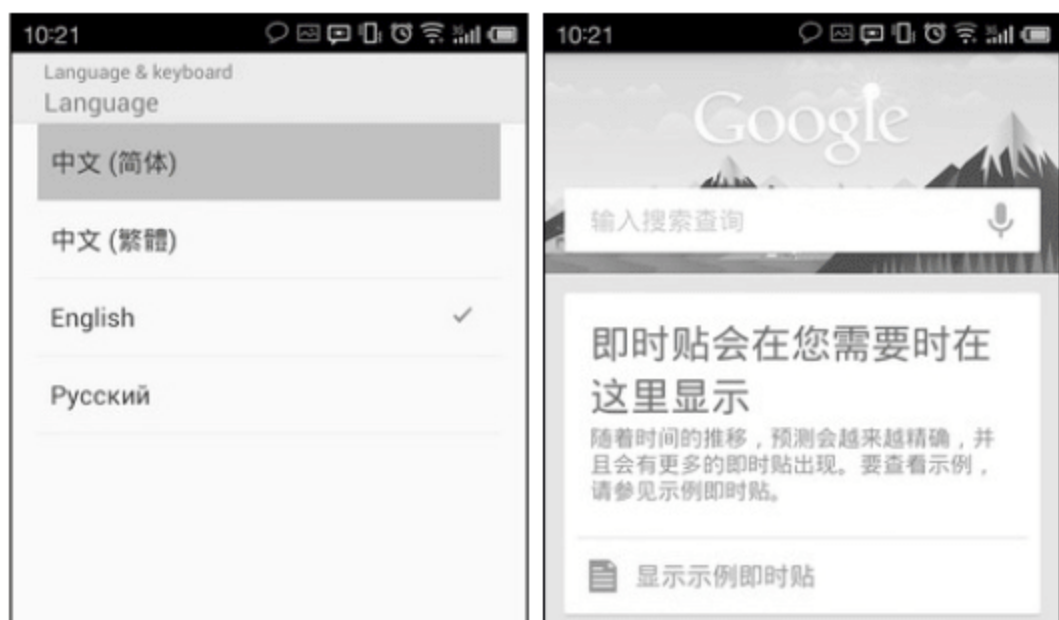 10:21
3G
Language & keyboard
Language
中文 (简体)
中文 (繁體)
English
Русский
10:21
3G
Google
输入搜索查询
即时贴会在您需要时在
这里显示
随着时间的推移，预测会越来越精确，并
且会有更多的即时贴出现。要查看示例，
请参见示例即时贴。
显示示例即时贴